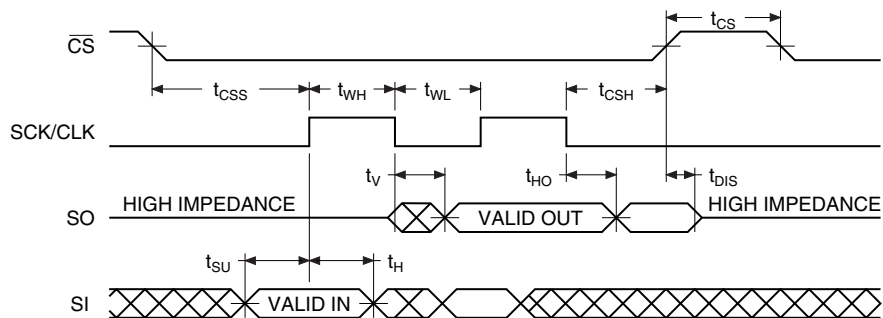 t_CS
C̅S̅
t_CSS t_WH t_WL t_CSH
SCK/CLK
t_V t_HO t_DIS
HIGH IMPEDANCE HIGH IMPEDANCE
SO VALID OUT
t_SU t_H
SI VALID IN